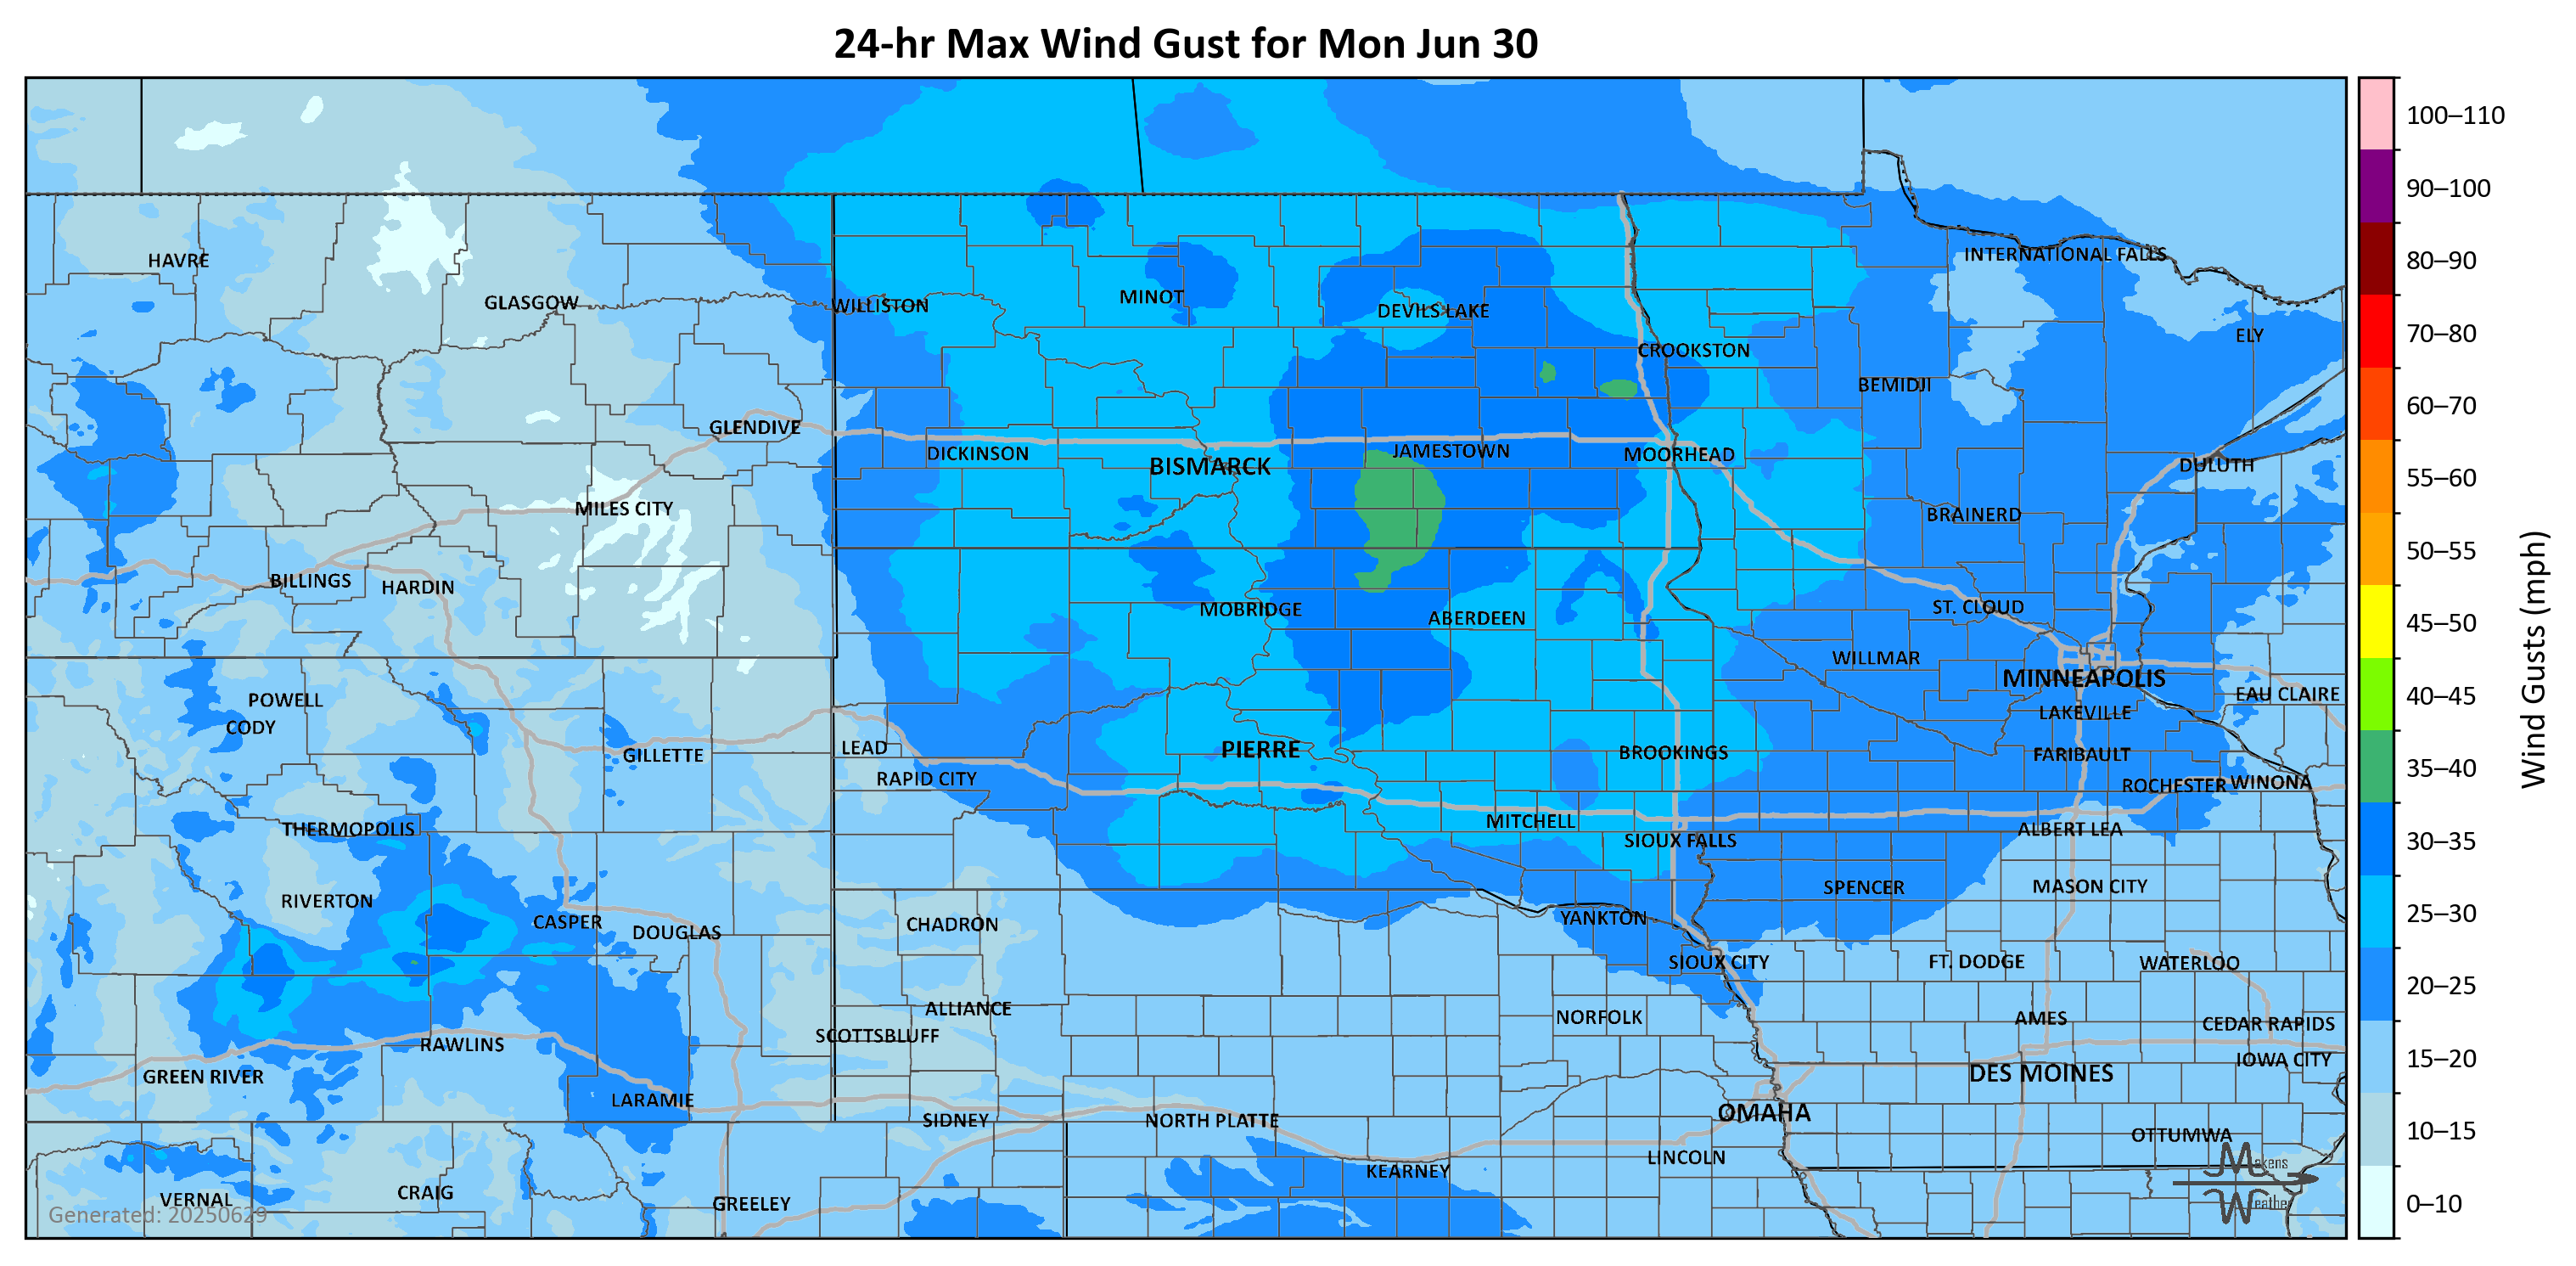 24-hr Max Wind Gust for Mon Jun 30
HAVRE
GLASGOW
WILLISTON
MINOT
DEVILS LAKE
INTERNATIONAL FALLS
ELY
CROOKSTON
BEMIDJI
GLENDIVE
DICKINSON
BISMARCK
JAMESTOWN
MOORHEAD
DULUTH
MILES CITY
BRAINERD
BILLINGS
HARDIN
MOBRIDGE
ABERDEEN
ST. CLOUD
WILLMAR
MINNEAPOLIS
EAU CLAIRE
POWELL
CODY
LAKEVILLE
GILLETTE
LEAD
PIERRE
BROOKINGS
FARIBAULT
RAPID CITY
ROCHESTER
WINONA
THERMOPOLIS
MITCHELL
SIOUX FALLS
ALBERT LEA
RIVERTON
SPENCER
MASON CITY
CASPER
DOUGLAS
CHADRON
YANKTON
SIOUX CITY
FT. DODGE
WATERLOO
ALLIANCE
SCOTTSBLUFF
NORFOLK
AMES
CEDAR RAPIDS
RAWLINS
IOWA CITY
GREEN RIVER
DES MOINES
LARAMIE
SIDNEY
NORTH PLATTE
OMAHA
OTTUMWA
KEARNEY
LINCOLN
VERNAL
CRAIG
GREELEY
Generated: 20250629
Makens
Weather
100–110
90–100
80–90
70–80
60–70
55–60
50–55
45–50
40–45
35–40
30–35
25–30
20–25
15–20
10–15
0–10
Wind Gusts (mph)